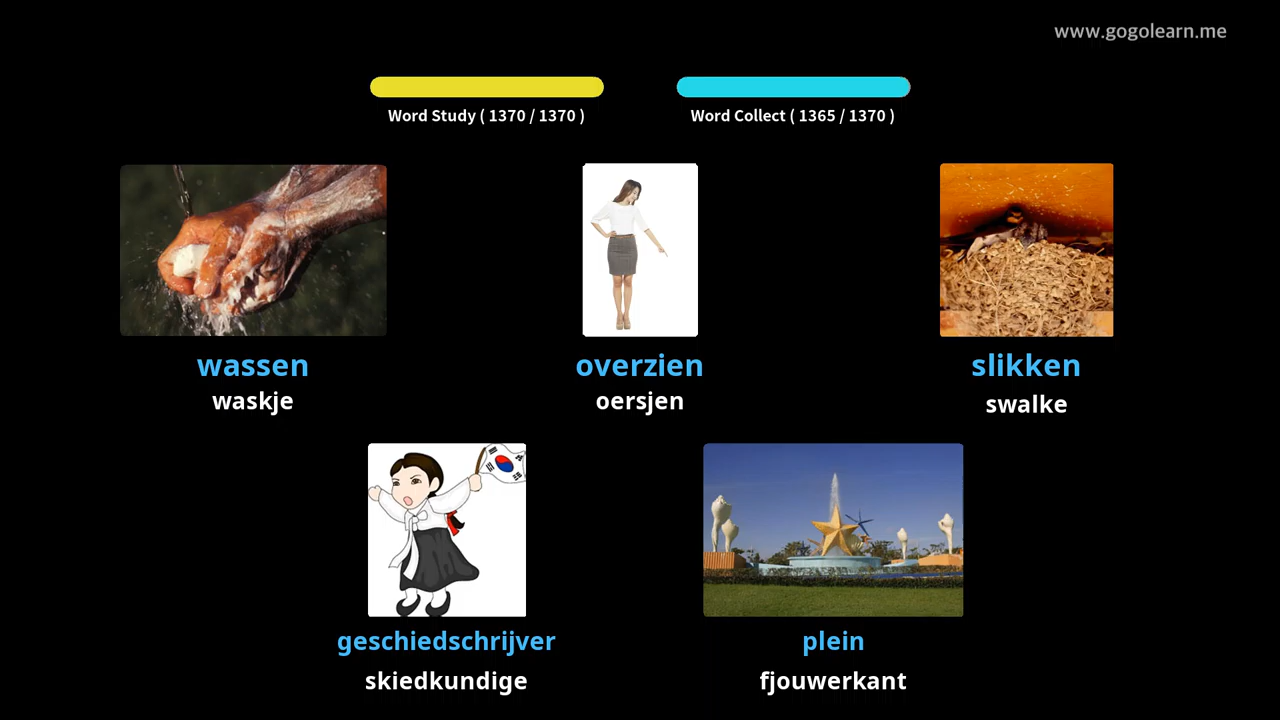 www.gogolearn.me
Word Study ( 1370 / 1370 )
Word Collect ( 1365 / 1370 )
wassen
waskje
overzien
oersjen
slikken
swalke
geschiedschrijver
skiedkundige
plein
fjouwerkant